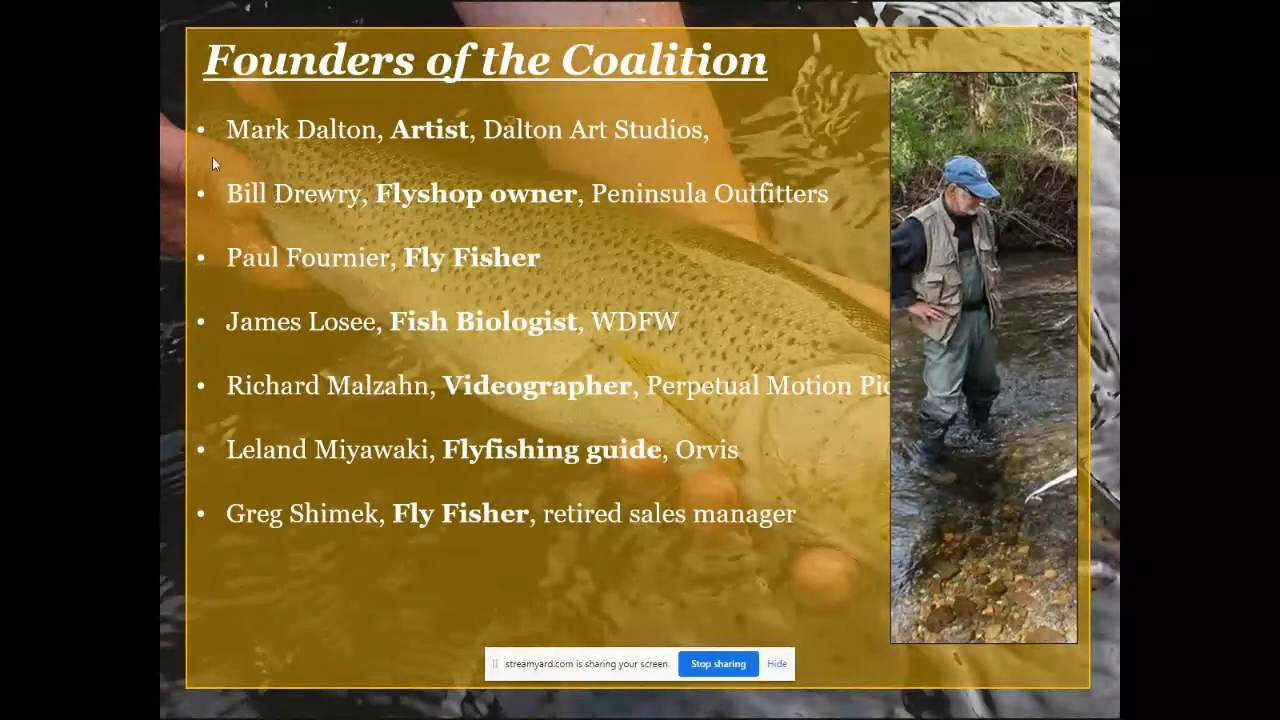 Founders of the Coalition
• Mark Dalton, Artist, Dalton Art Studios,
• Bill Drewry, Flyshop owner, Peninsula Outfitters
• Paul Fournier, Fly Fisher
• James Losee, Fish Biologist, WDFW
• Richard Malzahn, Videographer, Perpetual Motion Pic
• Leland Miyawaki, Flyfishing guide, Orvis
• Greg Shimek, Fly Fisher, retired sales manager
streamyard.com is sharing your screen. Stop sharing Hide